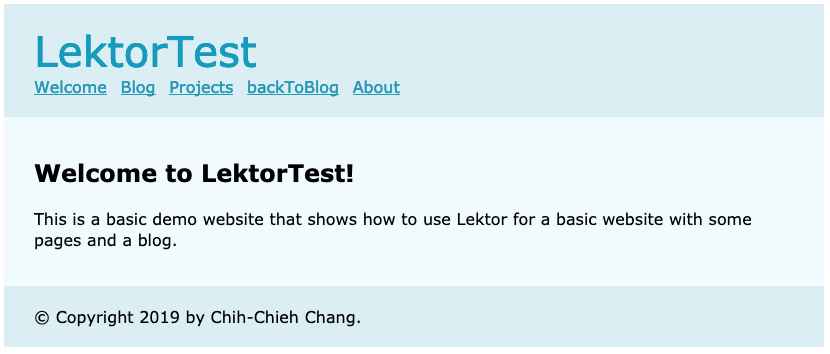 LektorTest
Welcome Blog Projects backToBlog About
Welcome to LektorTest!
This is a basic demo website that shows how to use Lektor for a basic website with some
pages and a blog.
© Copyright 2019 by Chih-Chieh Chang.